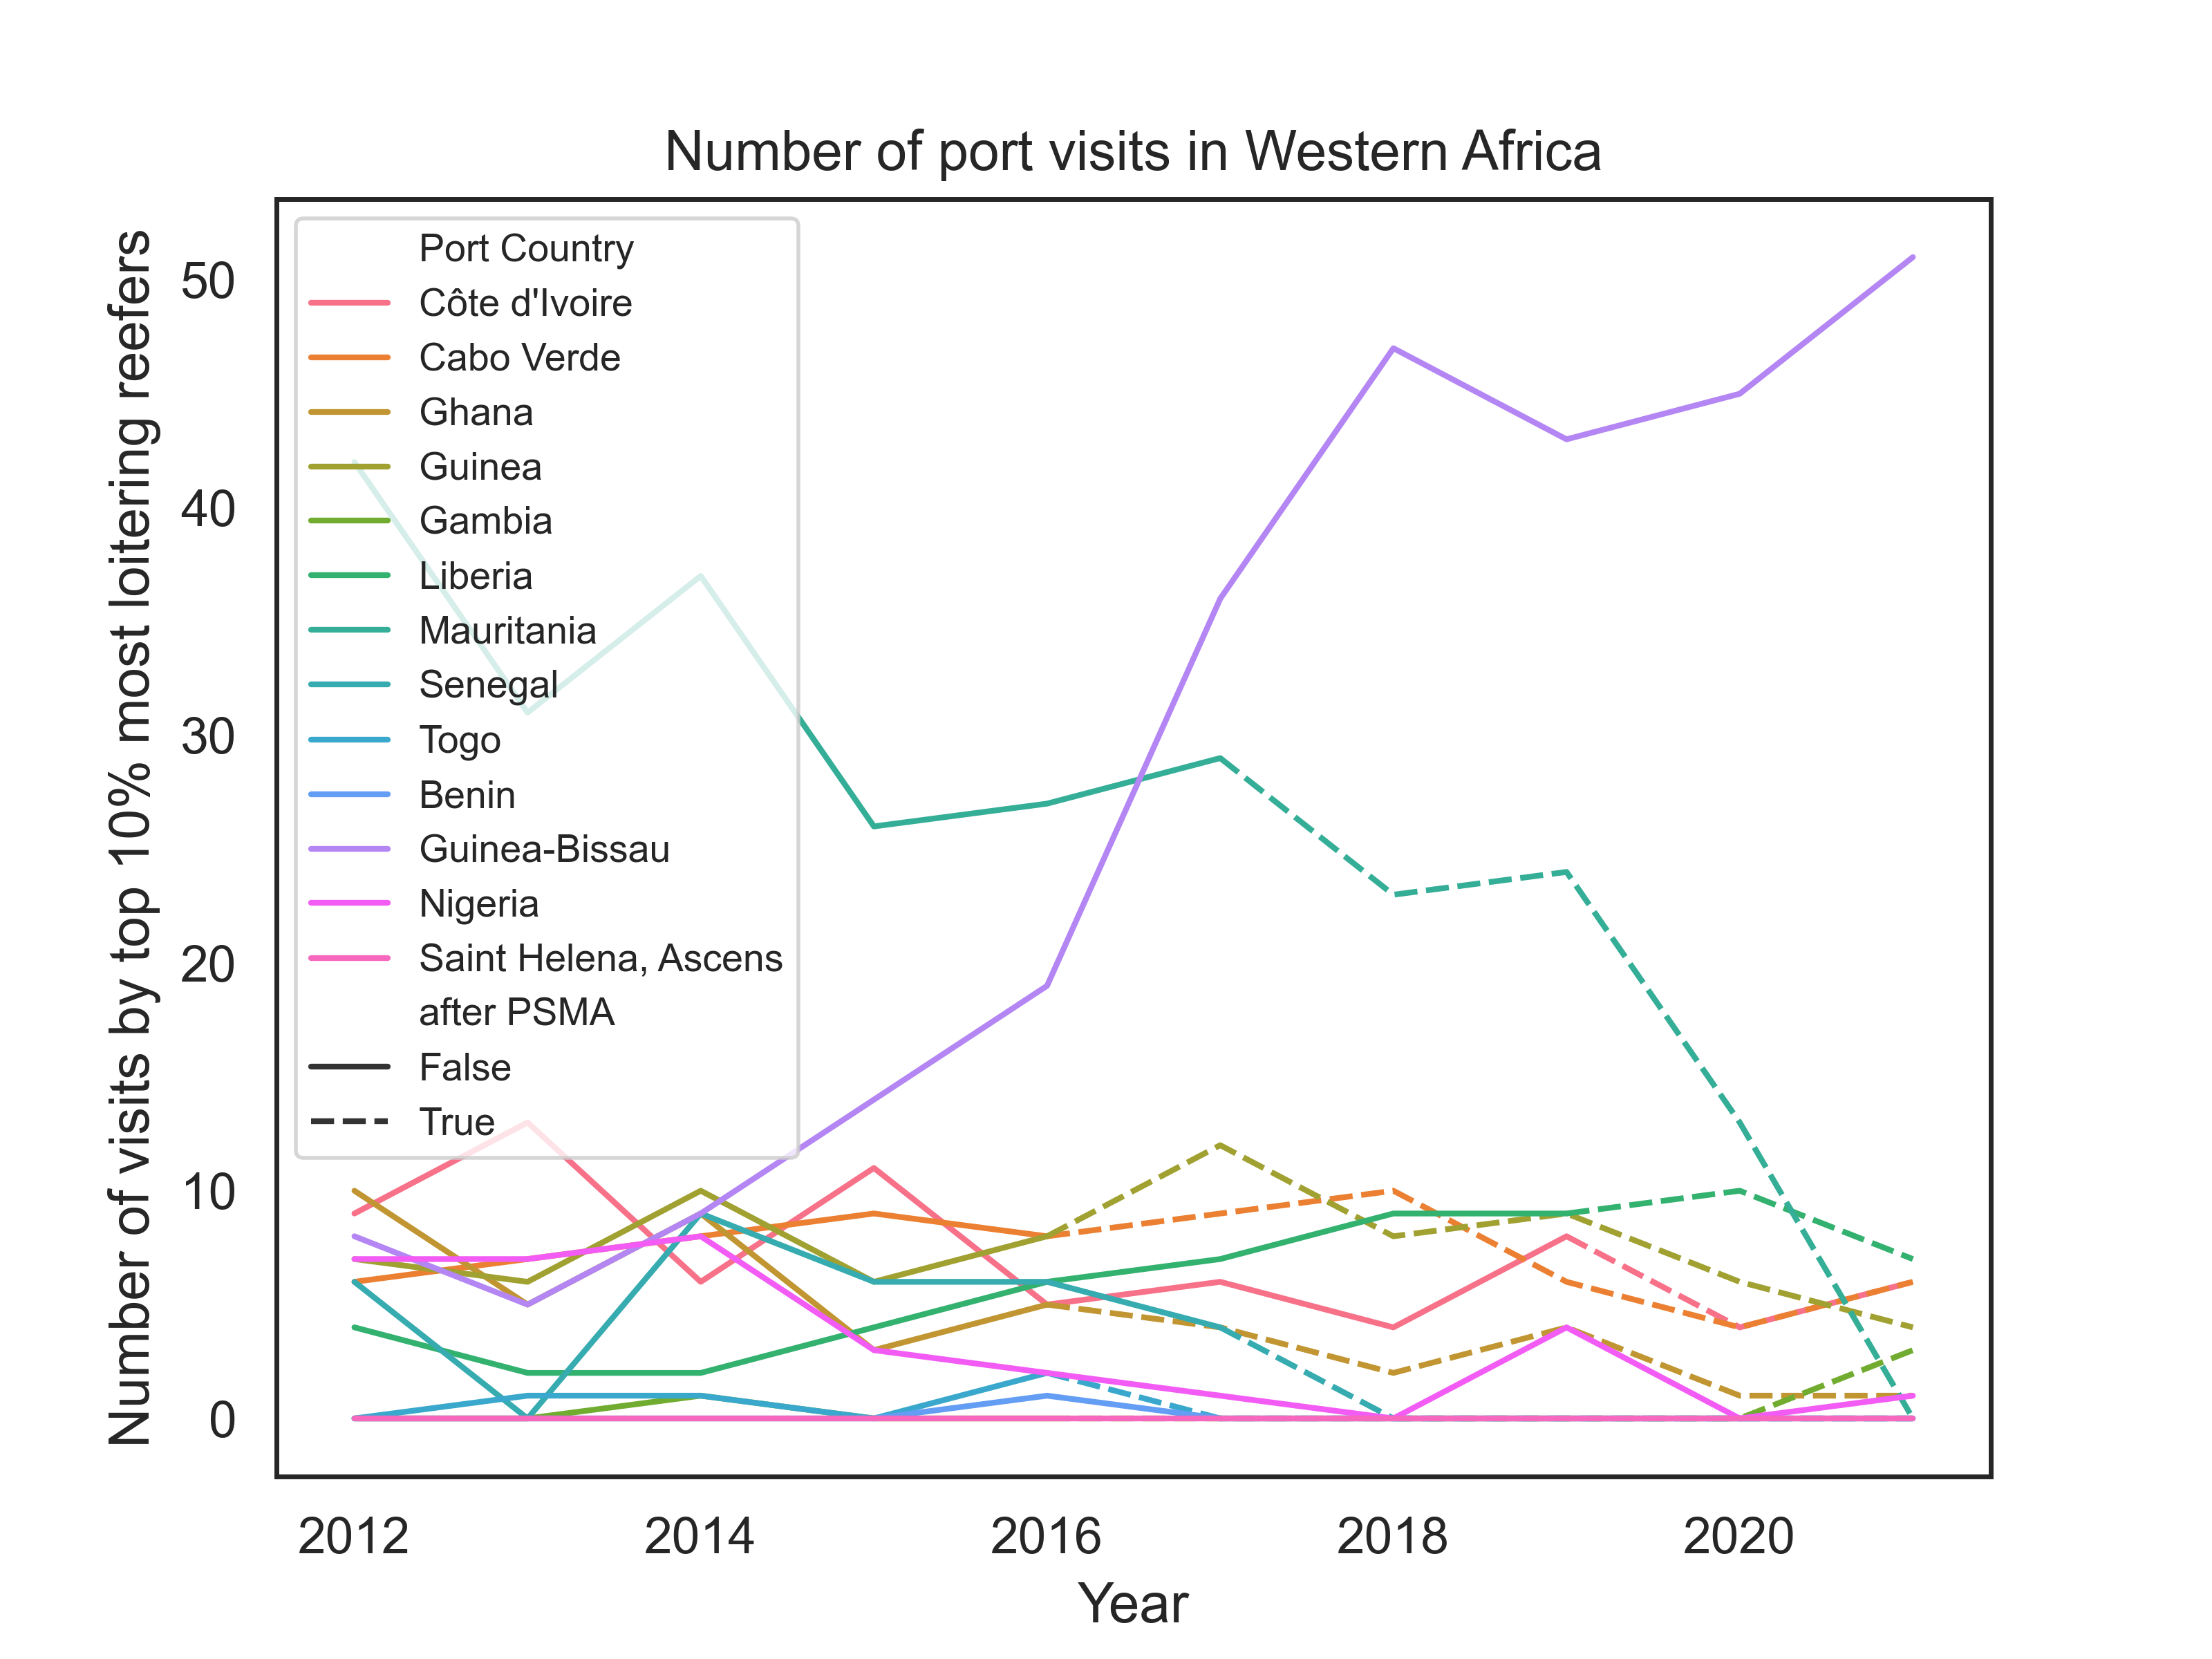 Number of port visits in Western Africa
Number of visits by top 10% most loitering reefers
50
40
30
20
10
0
Port Country
Côte d'Ivoire
Cabo Verde
Ghana
Guinea
Gambia
Liberia
Mauritania
Senegal
Togo
Benin
Guinea-Bissau
Nigeria
Saint Helena, Ascens
after PSMA
False
True
2012 2014 2016 2018 2020
Year